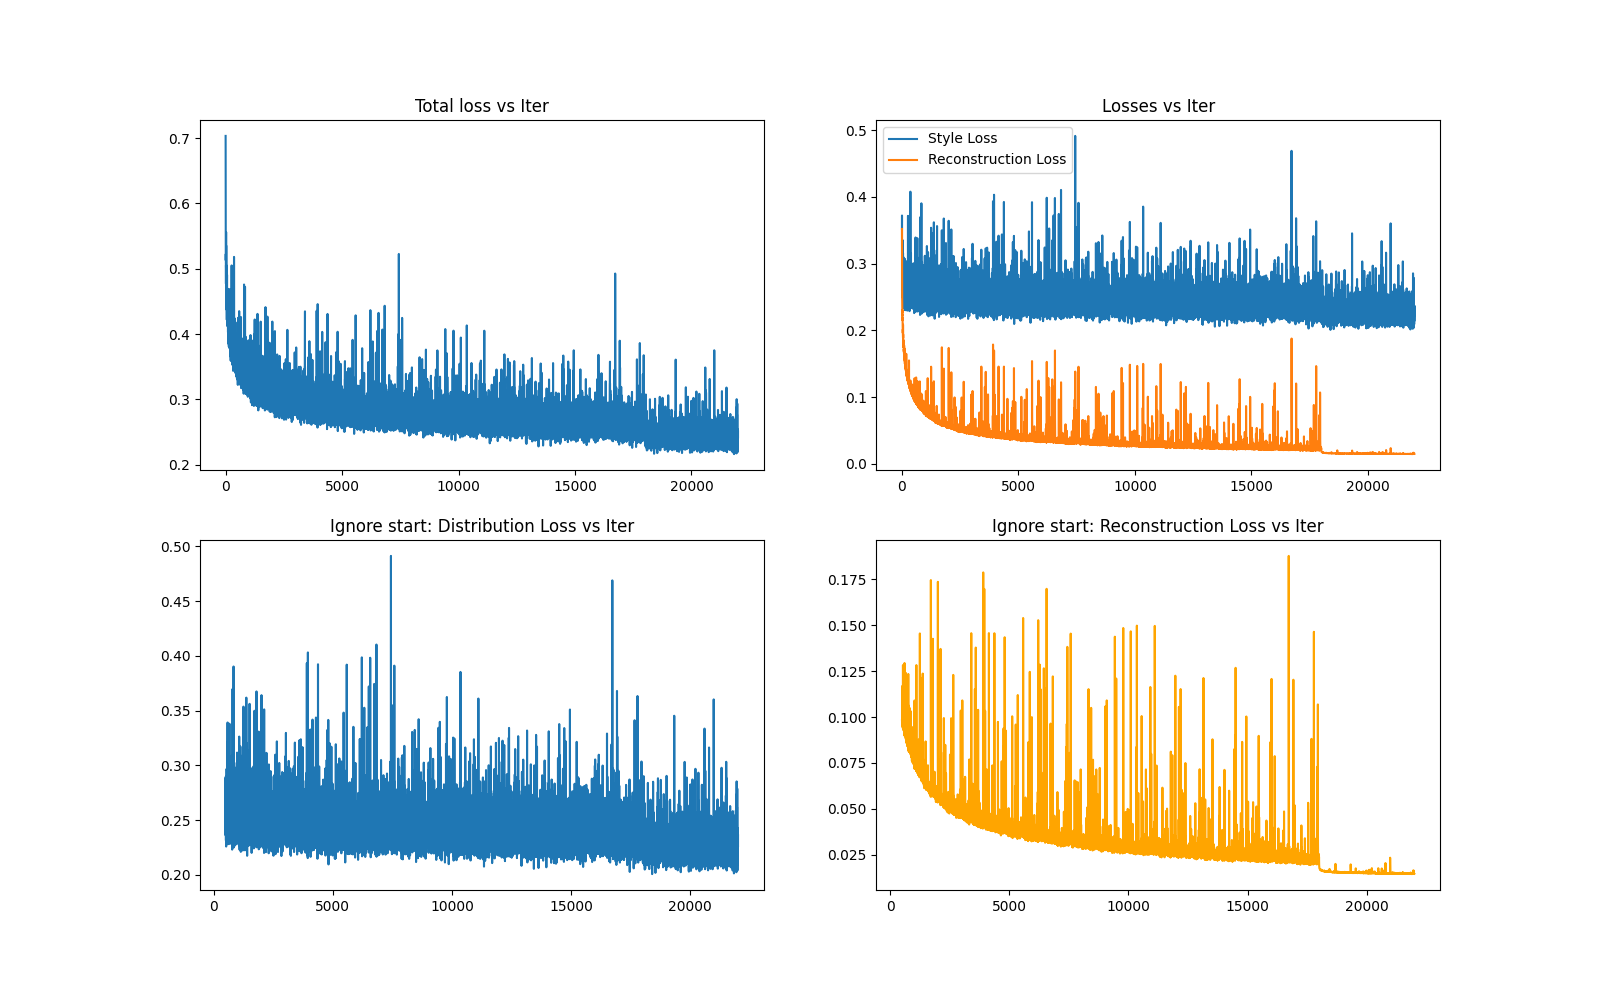 Total loss vs Iter
0.7
0.6
0.5
0.4
0.3
0.2
0 5000 10000 15000 20000
Losses vs Iter
Style Loss
Reconstruction Loss
0.5
0.4
0.3
0.2
0.1
0.0
0 5000 10000 15000 20000
Ignore start: Distribution Loss vs Iter
0.50
0.45
0.40
0.35
0.30
0.25
0.20
0 5000 10000 15000 20000
Ignore start: Reconstruction Loss vs Iter
0.175
0.150
0.125
0.100
0.075
0.050
0.025
0 5000 10000 15000 20000